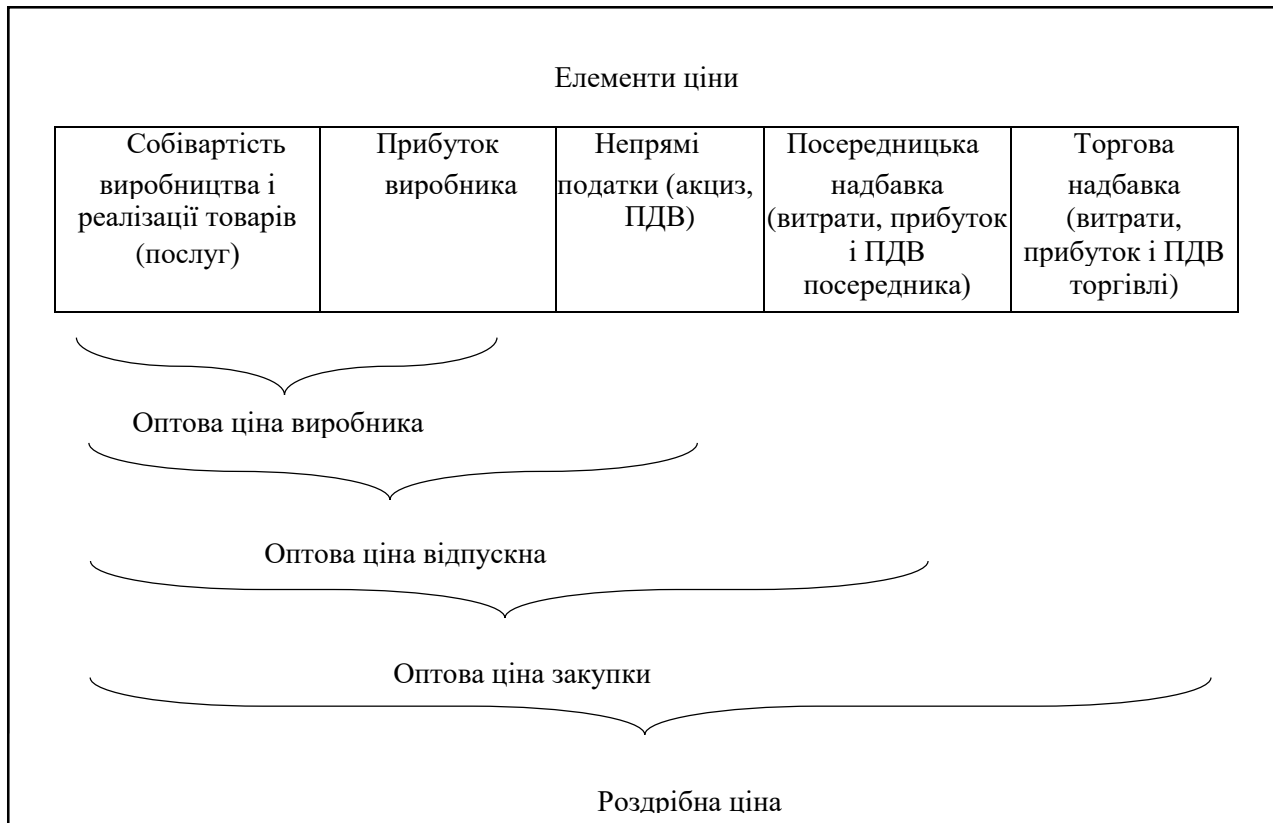 Елементи ціни
Собівартість
виробництва і
реалізації товарів
(послуг)
Прибуток
виробника
Непрямі
податки (акциз,
ПДВ)
Посередницька
надбавка
(витрати, прибуток
і ПДВ
посередника)
Торгова
надбавка
(витрати,
прибуток і ПДВ
торгівлі)
Оптова ціна виробника
Оптова ціна відпускна
Оптова ціна закупки
Роздрібна ціна